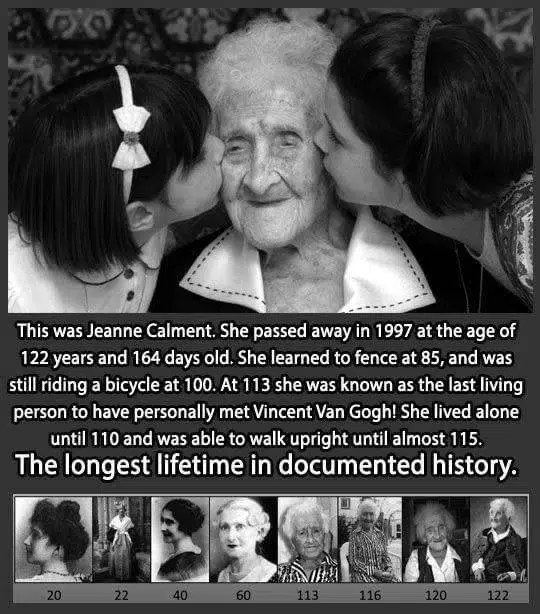 This was Jeanne Calment. She passed away in 1997 at the age of
122 years and 164 days old. She learned to fence at 85, and was
still riding a bicycle at 100. At 113 she was known as the last living
person to have personally met Vincent Van Gogh! She lived alone
until 110 and was able to walk upright until almost 115.
The longest lifetime in documented history.
20 22 40 60 113 116 120 122